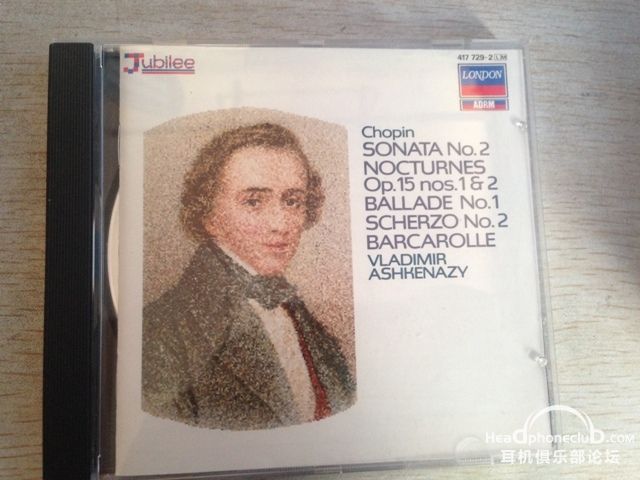 Jubilee
417 729-2 LM
LONDON
ADRM
Chopin
SONATA No.2
NOCTURNES
Op.15 nos.1 & 2
BALLADE No.1
SCHERZO No.2
BARCAROLLE
VLADIMIR
ASHKENAZY
Headphoneclub.COM
耳机俱乐部论坛